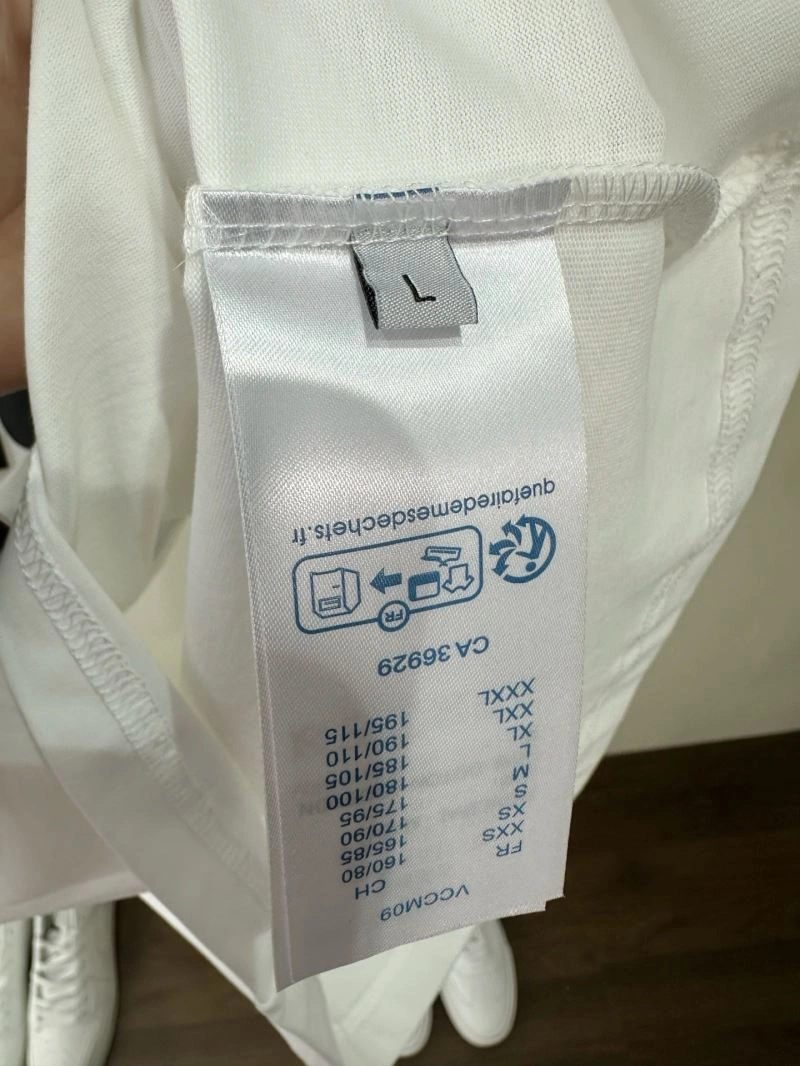 L
VCCM09
FR CH
XXS 160/80
XS 165/85
S 170/90
M 175/95
L 180/100
XL 185/105
XXL 190/110
XXXL 195/115
CA 36929
FR
quefairedemesdechets.fr